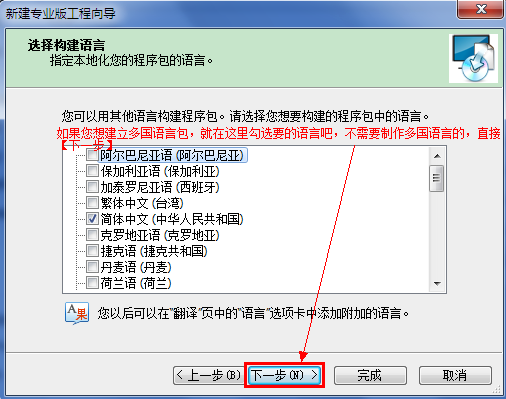 新建专业版工程向导
选择构建语言
指定本地化您的程序包的语言。
您可以用其他语言构建程序包。请选择您想要构建的程序包中的语言。
如果您想建立多国语言包，就在这里勾选要的语言吧，不需要制作多国语言的，直接
【下一步】
阿尔巴尼亚语 (阿尔巴尼亚)
保加利亚语 (保加利亚)
加泰罗尼亚语 (西班牙)
繁体中文 (台湾)
简体中文 (中华人民共和国)
克罗地亚语 (克罗地亚)
捷克语 (捷克共和国)
丹麦语 (丹麦)
荷兰语 (荷兰)
A果
您以后可以在"翻译"页中的"语言"选项卡中添加附加的语言。
< 上一步(B)
下一步(N) >
完成
取消